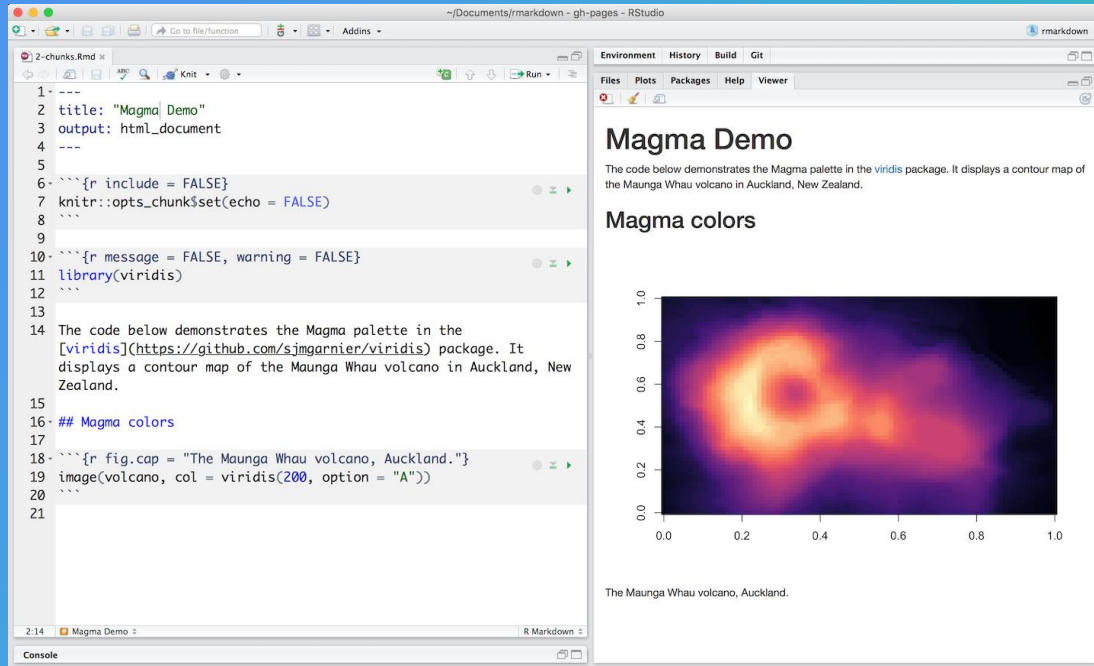 ~/Documents/rmarkdown - gh-pages - RStudio
Go to file/function
Addins
rmarkdown
2-chunks.Rmd
ABC
Knit
Run
1 ---
2 title: "Magma Demo"
3 output: html_document
4 ---
5
6 ```{r include = FALSE}
7 knitr::opts_chunk$set(echo = FALSE)
8 ```
9
10 ```{r message = FALSE, warning = FALSE}
11 library(viridis)
12 ```
13
14 The code below demonstrates the Magma palette in the
[viridis](https://github.com/sjmgarnier/viridis) package. It
displays a contour map of the Maunga Whau volcano in Auckland, New
Zealand.
15
16 ## Magma colors
17
18 ```{r fig.cap = "The Maunga Whau volcano, Auckland."}
19 image(volcano, col = viridis(200, option = "A"))
20 ```
21
2:14 Magma Demo R Markdown
Console
Environment History Build Git
Files Plots Packages Help Viewer
Magma Demo
The code below demonstrates the Magma palette in the viridis package. It displays a contour map of
the Maunga Whau volcano in Auckland, New Zealand.
Magma colors
1.0
0.8
0.6
0.4
0.2
0.0
0.0 0.2 0.4 0.6 0.8 1.0
The Maunga Whau volcano, Auckland.